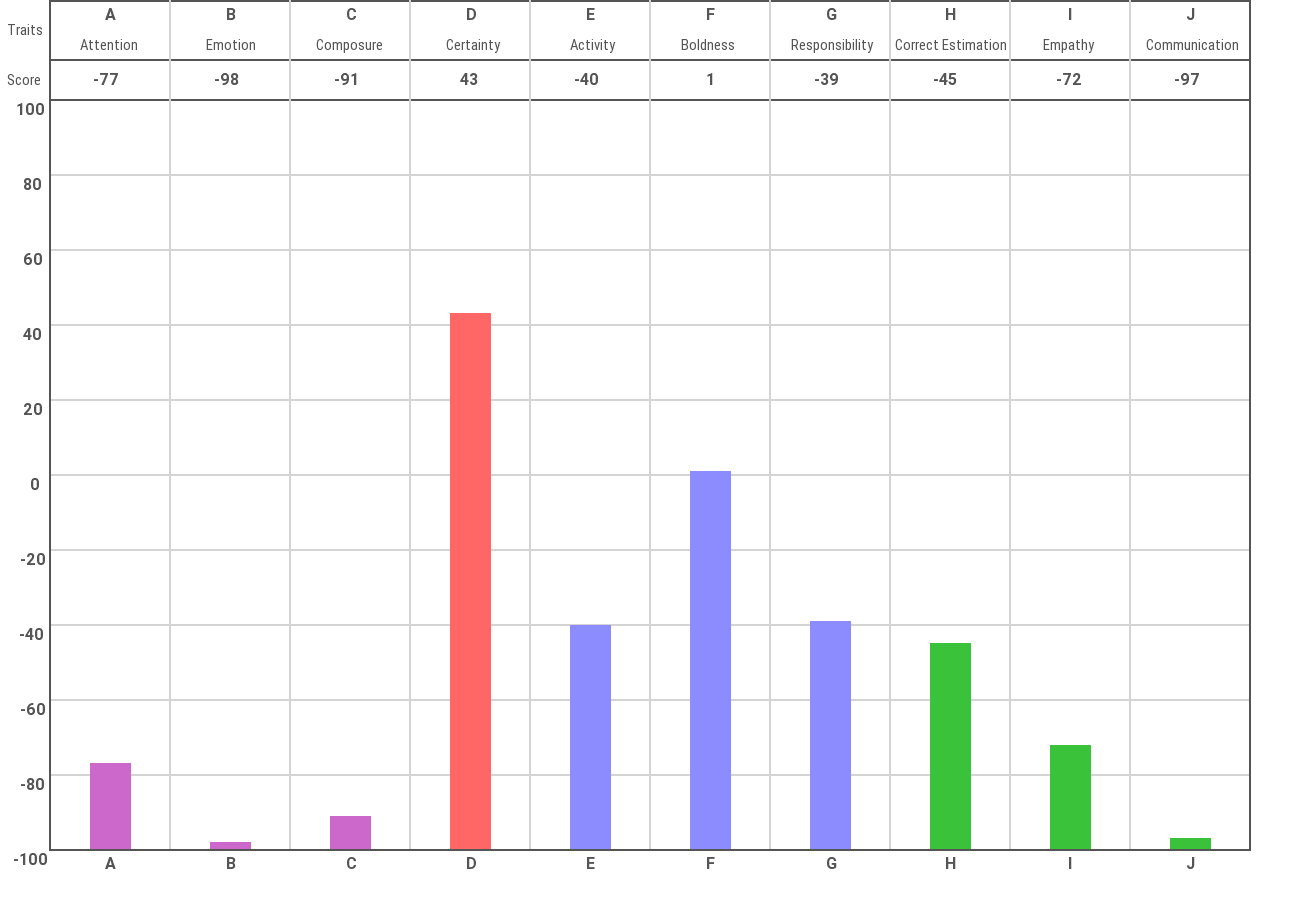 A B C D E F G H I J
Traits
Attention Emotion Composure Certainty Activity Boldness Responsibility Correct Estimation Empathy Communication
Score -77 -98 -91 43 -40 1 -39 -45 -72 -97
100
80
60
40
20
0
-20
-40
-60
-80
-100
A B C D E F G H I J